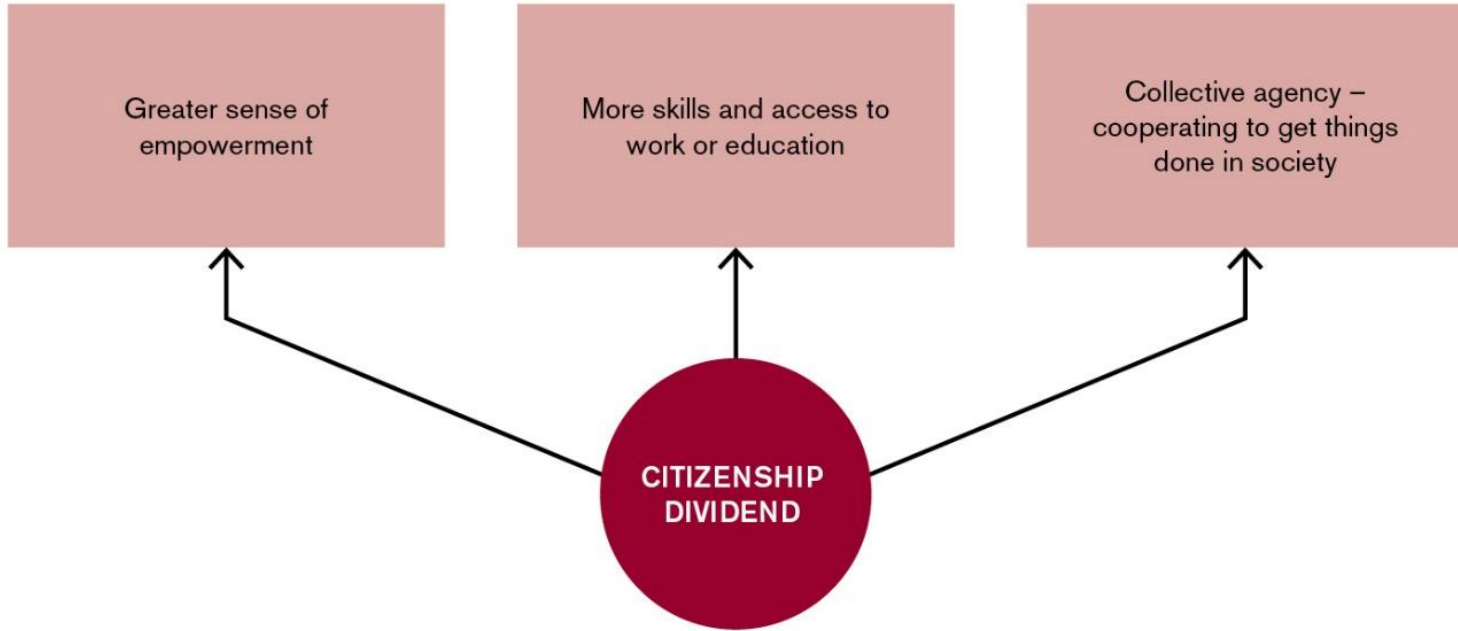 Greater sense of
empowerment
More skills and access to
work or education
Collective agency –
cooperating to get things
done in society
CITIZENSHIP
DIVIDEND